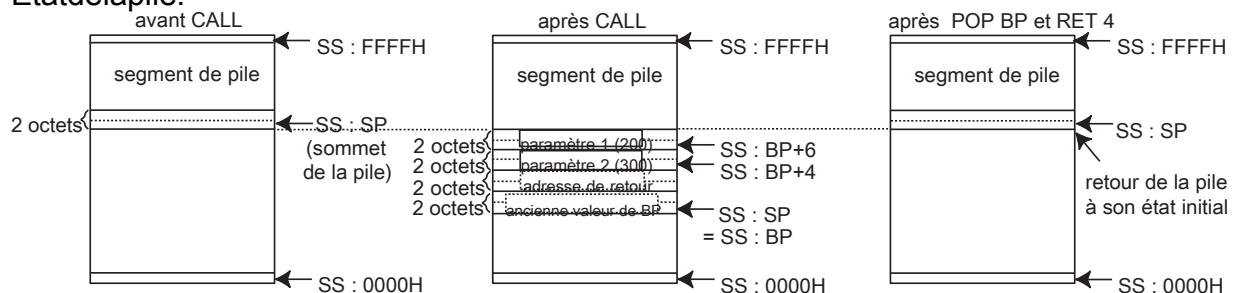 Etatdelapile:
avant CALL
SS : FFFFH
segment de pile
2 octets
SS : SP
(sommet
de la pile)
SS : 0000H
après CALL
SS : FFFFH
segment de pile
2 octets
paramètre 1 (200)
SS : BP+6
2 octets
paramètre 2 (300)
SS : BP+4
2 octets
adresse de retour
2 octets
ancienne valeur de BP
SS : SP
= SS : BP
SS : 0000H
après POP BP et RET 4
SS : FFFFH
segment de pile
SS : SP
retour de la pile
à son état initial
SS : 0000H